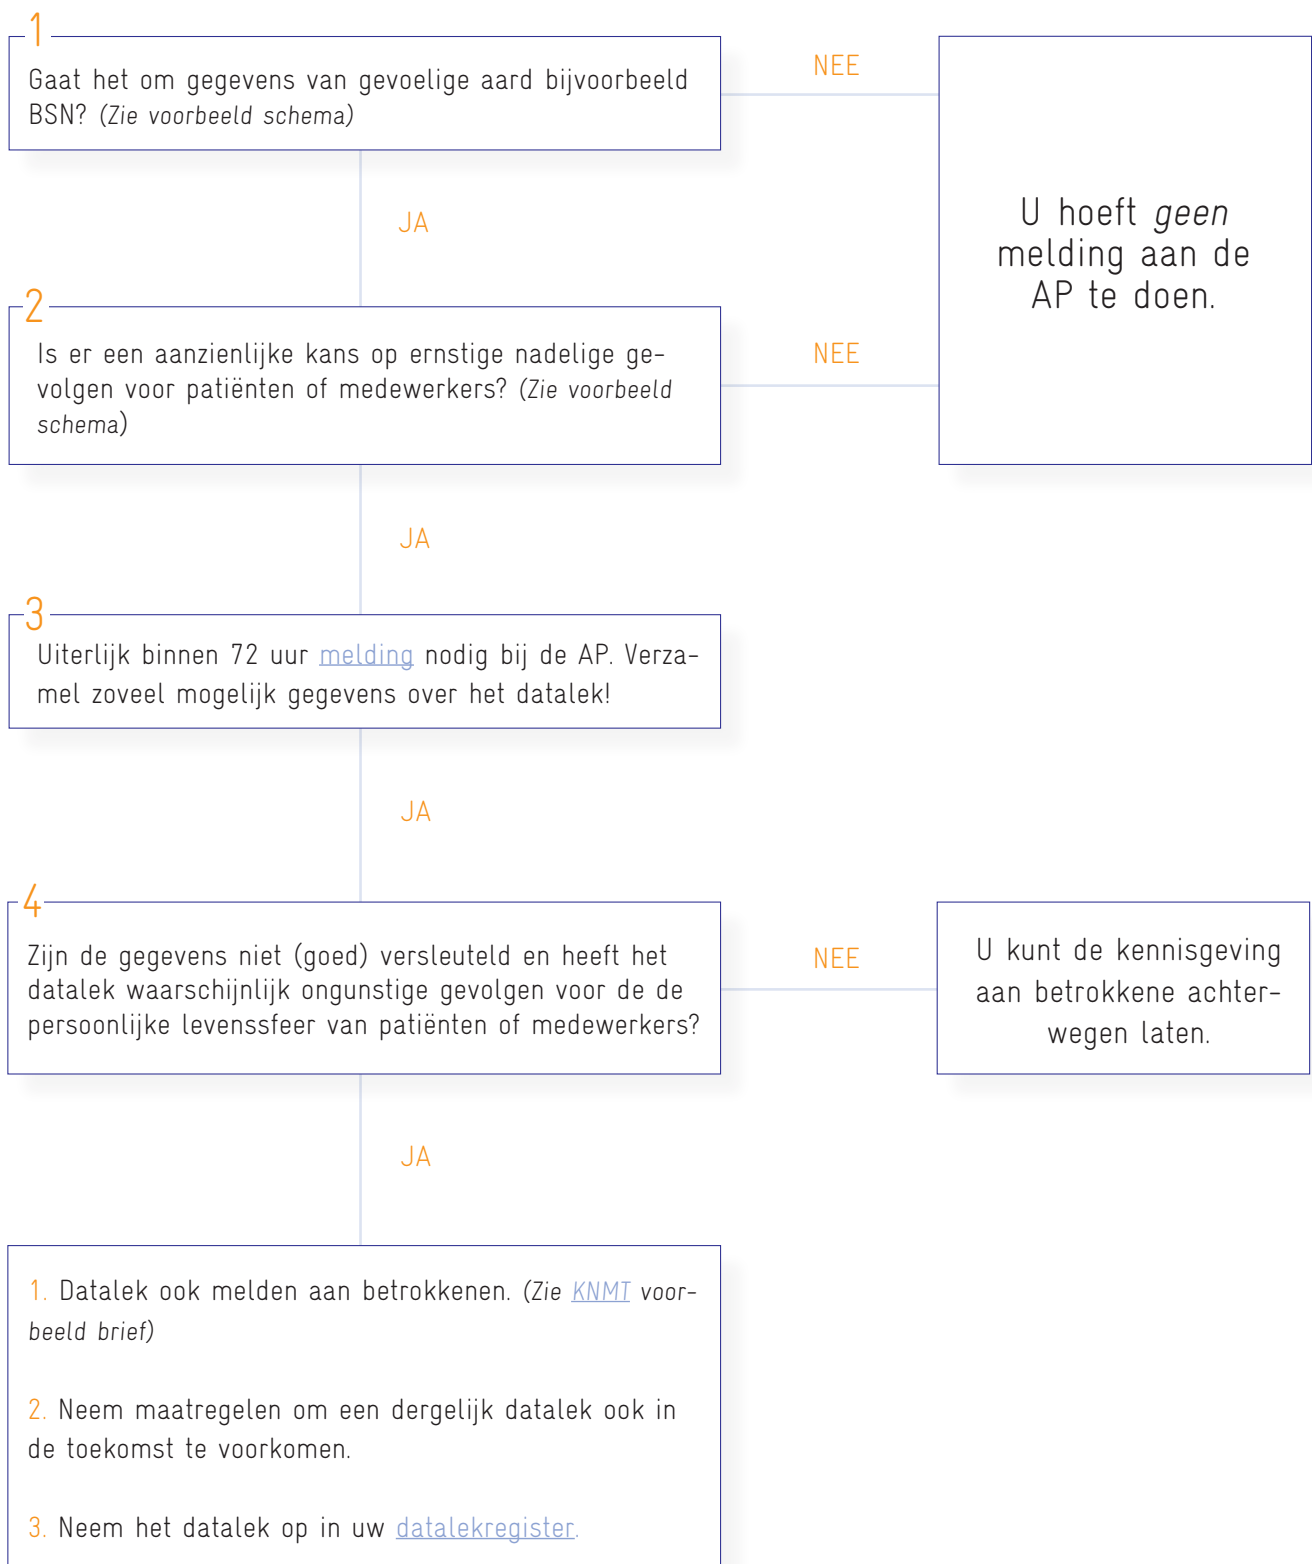 1
Gaat het om gegevens van gevoelige aard bijvoorbeeld
BSN? (Zie voorbeeld schema)
NEE
U hoeft geen
melding aan de
AP te doen.
JA
2
Is er een aanzienlijke kans op ernstige nadelige ge-
volgen voor patiënten of medewerkers? (Zie voorbeeld
schema)
NEE
JA
3
Uiterlijk binnen 72 uur melding nodig bij de AP. Verza-
mel zoveel mogelijk gegevens over het datalek!
JA
4
Zijn de gegevens niet (goed) versleuteld en heeft het
datalek waarschijnlijk ongunstige gevolgen voor de de
persoonlijke levenssfeer van patiënten of medewerkers?
NEE
U kunt de kennisgeving
aan betrokkene achter-
wegen laten.
JA
1. Datalek ook melden aan betrokkenen. (Zie KNMT voor-
beeld brief)
2. Neem maatregelen om een dergelijk datalek ook in
de toekomst te voorkomen.
3. Neem het datalek op in uw datalekregister.